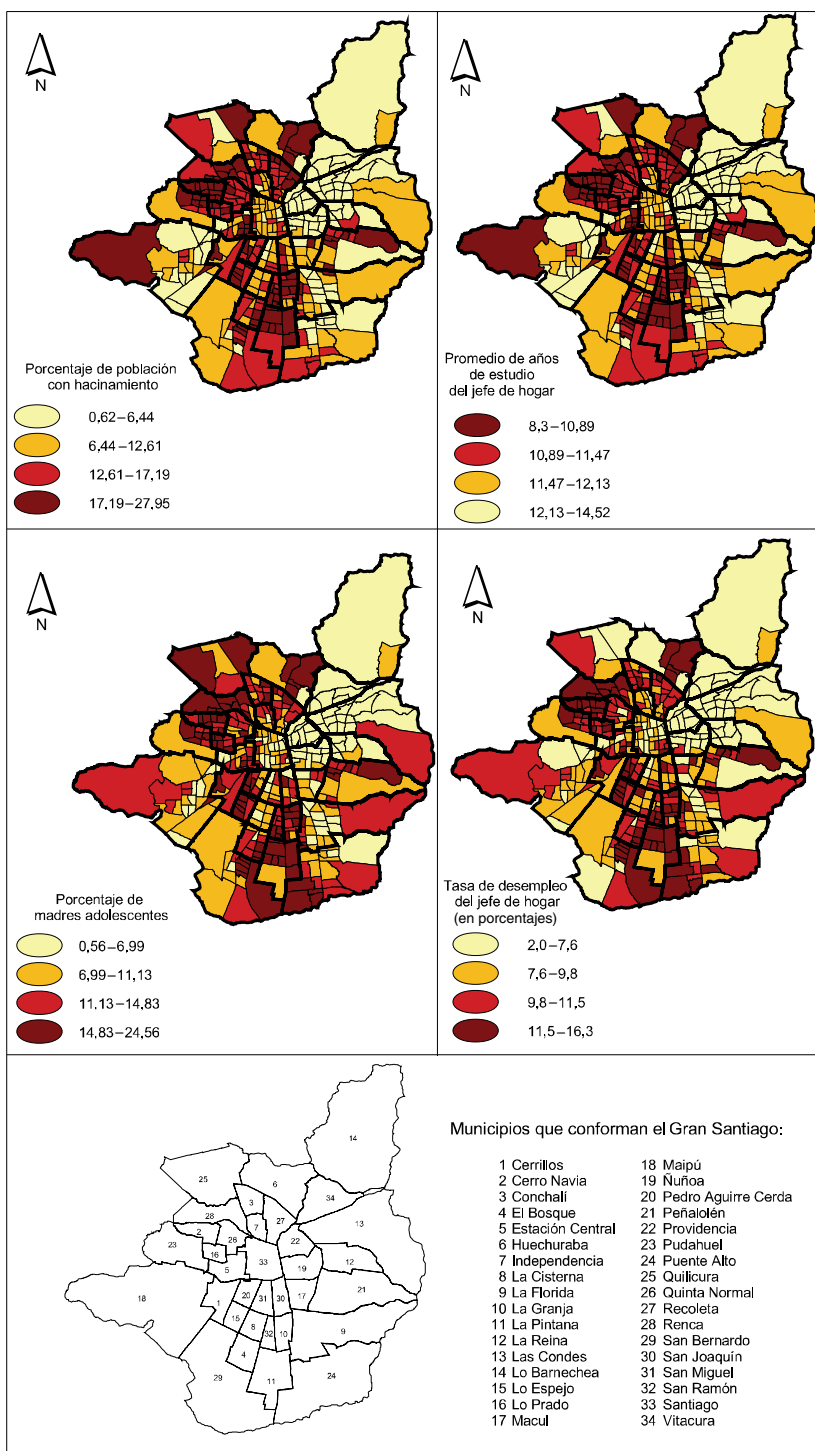 N
Porcentaje de población
con hacinamiento
0,62–6,44
6,44–12,61
12,61–17,19
17,19–27,95
N
Promedio de años
de estudio
del jefe de hogar
8,3–10,89
10,89–11,47
11,47–12,13
12,13–14,52
N
Porcentaje de
madres adolescentes
0,56–6,99
6,99–11,13
11,13–14,83
14,83–24,56
N
Tasa de desempleo
del jefe de hogar
(en porcentajes)
2,0–7,6
7,6–9,8
9,8–11,5
11,5–16,3
14
25
6
34
3
28
27
13
7
2
26
22
23
16
33
5
19
12
18
1
20
31
30
17
21
15
8
32
10
9
4
29
11
24
Municipios que conforman el Gran Santiago:
1 Cerrillos
2 Cerro Navia
3 Conchalí
4 El Bosque
5 Estación Central
6 Huechuraba
7 Independencia
8 La Cisterna
9 La Florida
10 La Granja
11 La Pintana
12 La Reina
13 Las Condes
14 Lo Barnechea
15 Lo Espejo
16 Lo Prado
17 Macul
18 Maipú
19 Ñuñoa
20 Pedro Aguirre Cerda
21 Peñalolén
22 Providencia
23 Pudahuel
24 Puente Alto
25 Quilicura
26 Quinta Normal
27 Recoleta
28 Renca
29 San Bernardo
30 San Joaquín
31 San Miguel
32 San Ramón
33 Santiago
34 Vitacura